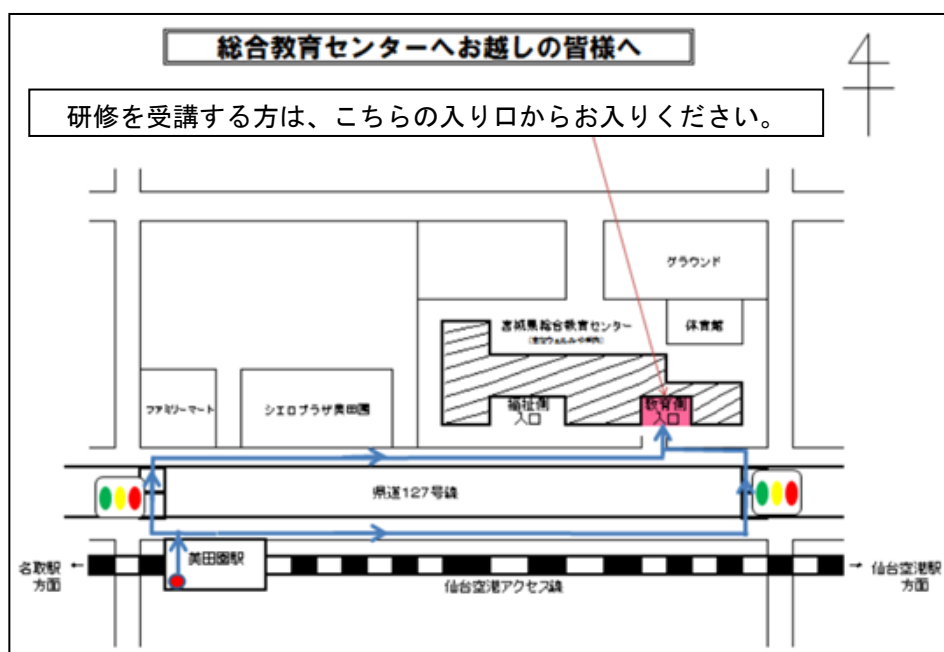 総合教育センターへお越しの皆様へ
研修を受講する方は、こちらの入り口からお入りください。
グラウンド
宮城県総合教育センター
体育館
ファミリーマート
シエロプラザ美田園
福祉側
入口
教育側
入口
県道127号線
美田園駅
名取駅 ←
方面
→ 仙台空港駅
方面
仙台空港アクセス線